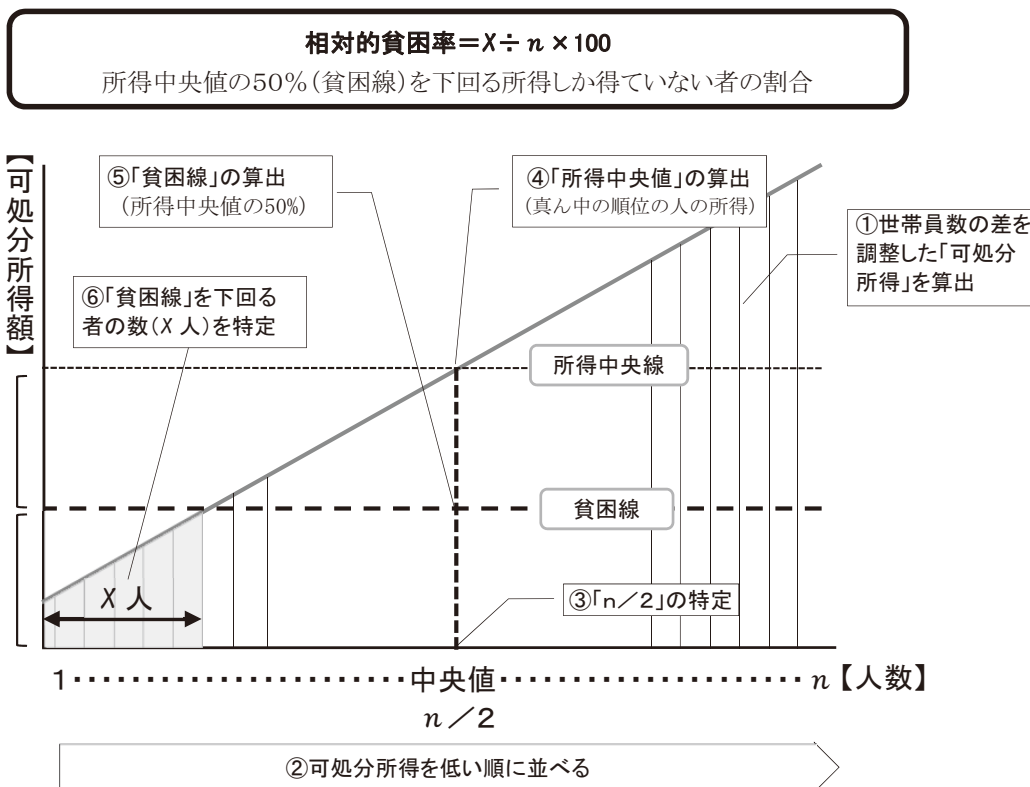 相対的貧困率＝X÷n×100
所得中央値の50％（貧困線）を下回る所得しか得ていない者の割合
【可処分所得額】
⑤「貧困線」の算出
（所得中央値の50％）
④「所得中央値」の算出
（真ん中の順位の人の所得）
①世帯員数の差を
調整した「可処分
所得」を算出
⑥「貧困線」を下回る
者の数（X 人）を特定
所得中央線
貧困線
X 人
③「n／2」の特定
1・・・・・・・・・・・・・・・・・・・・・・中央値・・・・・・・・・・・・・・・・・・・・n【人数】
n／2
②可処分所得を低い順に並べる